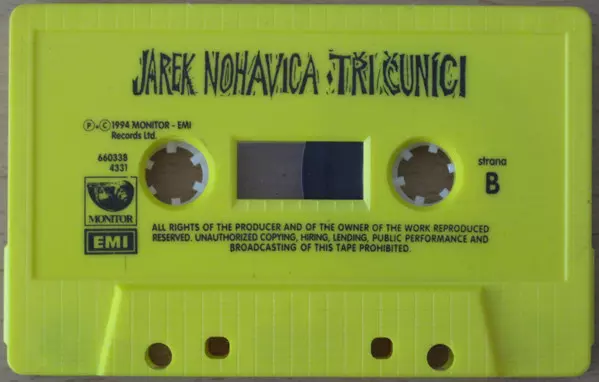 JAREK NOHAVICA · TŘI ČUNÍCI
℗ + © 1994 MONITOR - EMI
Records Ltd.
660338
4331
strana
B
MONITOR
EMI
ALL RIGHTS OF THE PRODUCER AND OF THE OWNER OF THE WORK REPRODUCED
RESERVED. UNAUTHORIZED COPYING, HIRING, LENDING, PUBLIC PERFORMANCE AND
BROADCASTING OF THIS TAPE PROHIBITED.